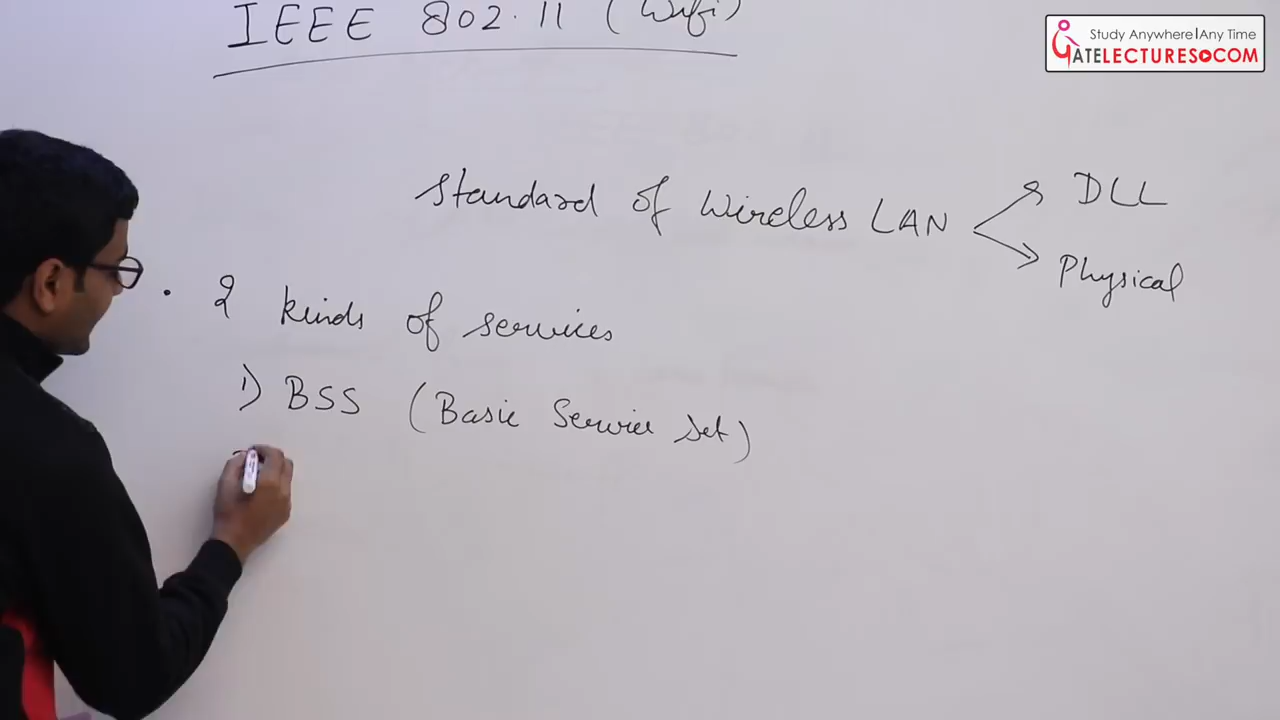 IEEE 802.11 (Wifi)
Study Anywhere | Any Time
GATELECTURES.COM
Standard of Wireless LAN
DLL
Physical
. 2 kinds of services
1) BSS (Basic Service Set)